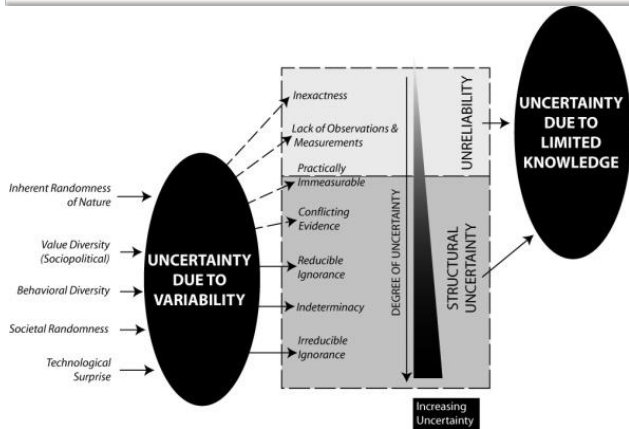 Inherent Randomness
of Nature
Value Diversity
(Sociopolitical)
Behavioral Diversity
Societal Randomness
Technological
Surprise
UNCERTAINTY
DUE TO
VARIABILITY
Inexactness
Lack of Observations &
Measurements
Practically
Immeasurable
Conflicting
Evidence
Reducible
Ignorance
Indeterminacy
Irreducible
Ignorance
DEGREE OF UNCERTAINTY
UNRELIABILITY
STRUCTURAL
UNCERTAINTY
Increasing
Uncertainty
UNCERTAINTY
DUE TO
LIMITED
KNOWLEDGE